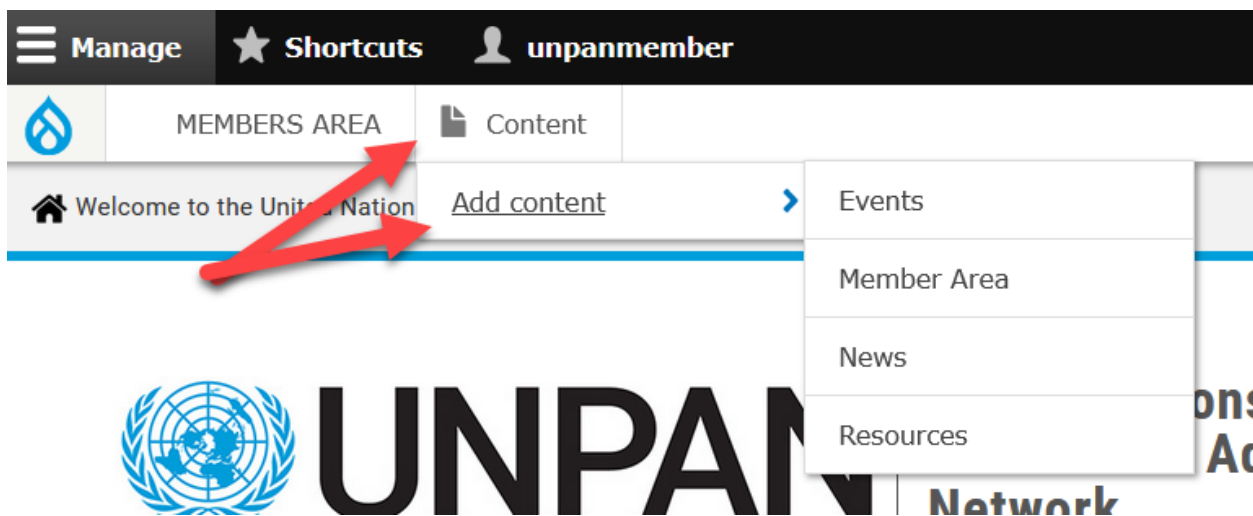 Manage Shortcuts unpanmember
MEMBERS AREA Content
Welcome to the United Nation
Add content
Events
Member Area
News
Resources
UNPAN
Network